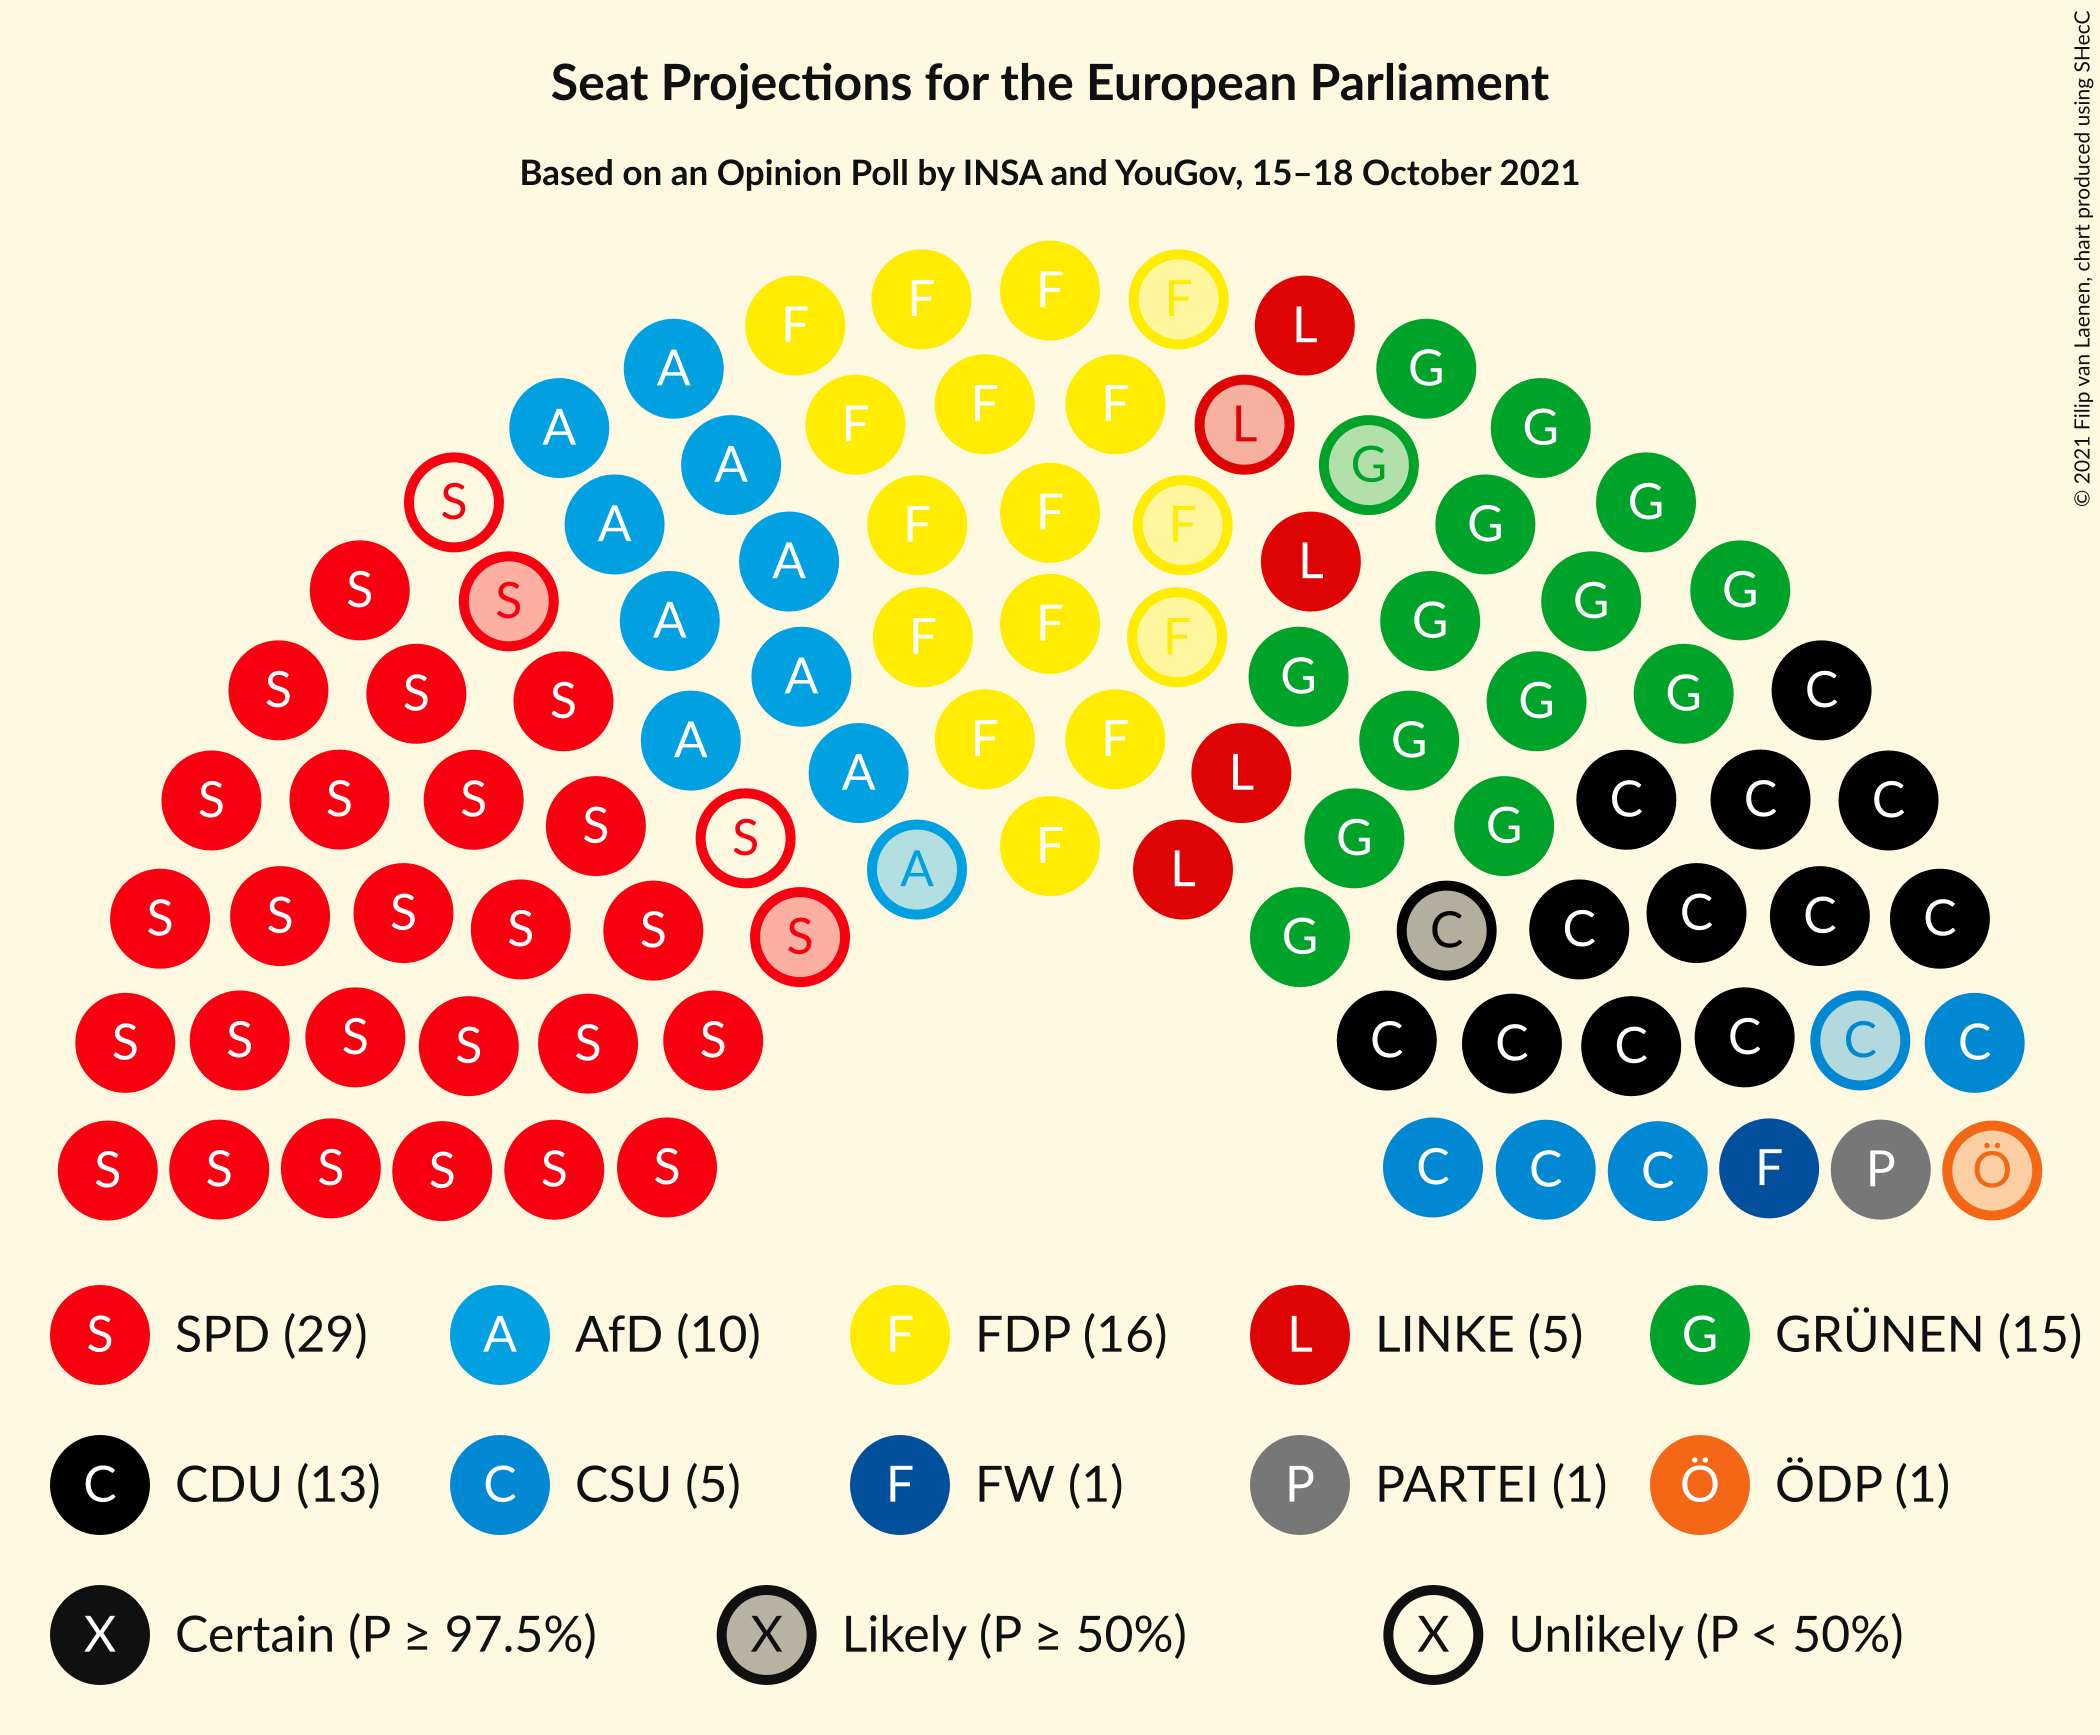 Seat Projections for the European Parliament
Based on an Opinion Poll by INSA and YouGov, 15–18 October 2021
© 2021 Filip van Laenen, chart produced using SHecC
F
F F
F L
A G
F F
F L
A G
A G
S G
F
A F F G
A L
S G
S G
A F G
F F
A G
S S G C
S G
A F F G
A L
S S S C C C
S S G G
F
A L
S S S S S S G C C C C C
S S S S S S C C C C C C
S S S S S S C C C F P Ö
S SPD (29) A AfD (10) F FDP (16) L LINKE (5) G GRÜNEN (15)
C CDU (13) C CSU (5) F FW (1) P PARTEI (1) Ö ÖDP (1)
X Certain (P ≥ 97.5%) X Likely (P ≥ 50%) X Unlikely (P < 50%)